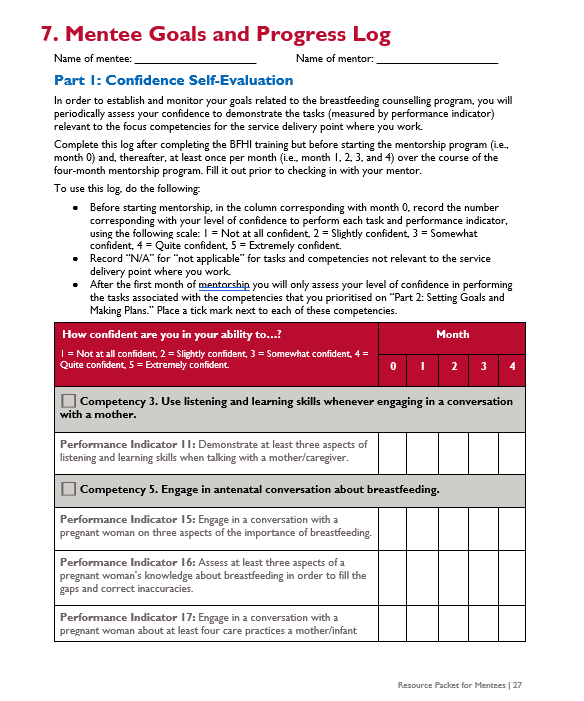 7. Mentee Goals and Progress Log
Name of mentee: ______________________ Name of mentor: ______________________
Part 1: Confidence Self-Evaluation
In order to establish and monitor your goals related to the breastfeeding counselling program, you will
periodically assess your confidence to demonstrate the tasks (measured by performance indicator)
relevant to the focus competencies for the service delivery point where you work.
Complete this log after completing the BFHI training but before starting the mentorship program (i.e.,
month 0) and, thereafter, at least once per month (i.e., month 1, 2, 3, and 4) over the course of the
four-month mentorship program. Fill it out prior to checking in with your mentor.
To use this log, do the following:
• Before starting mentorship, in the column corresponding with month 0, record the number
corresponding with your level of confidence to perform each task and performance indicator,
using the following scale: 1 = Not at all confident, 2 = Slightly confident, 3 = Somewhat
confident, 4 = Quite confident, 5 = Extremely confident.
• Record “N/A” for “not applicable” for tasks and competencies not relevant to the service
delivery point where you work.
• After the first month of mentorship you will only assess your level of confidence in performing
the tasks associated with the competencies that you prioritised on “Part 2: Setting Goals and
Making Plans.” Place a tick mark next to each of these competencies.
How confident are you in your ability to…?
1 = Not at all confident, 2 = Slightly confident, 3 = Somewhat confident, 4 =
Quite confident, 5 = Extremely confident.
Month
0 1 2 3 4
Competency 3. Use listening and learning skills whenever engaging in a conversation
with a mother.
Performance Indicator 11: Demonstrate at least three aspects of
listening and learning skills when talking with a mother/caregiver.
Competency 5. Engage in antenatal conversation about breastfeeding.
Performance Indicator 15: Engage in a conversation with a
pregnant woman on three aspects of the importance of breastfeeding.
Performance Indicator 16: Assess at least three aspects of a
pregnant woman’s knowledge about breastfeeding in order to fill the
gaps and correct inaccuracies.
Performance Indicator 17: Engage in a conversation with a
pregnant woman about at least four care practices a mother/infant
Resource Packet for Mentees | 27